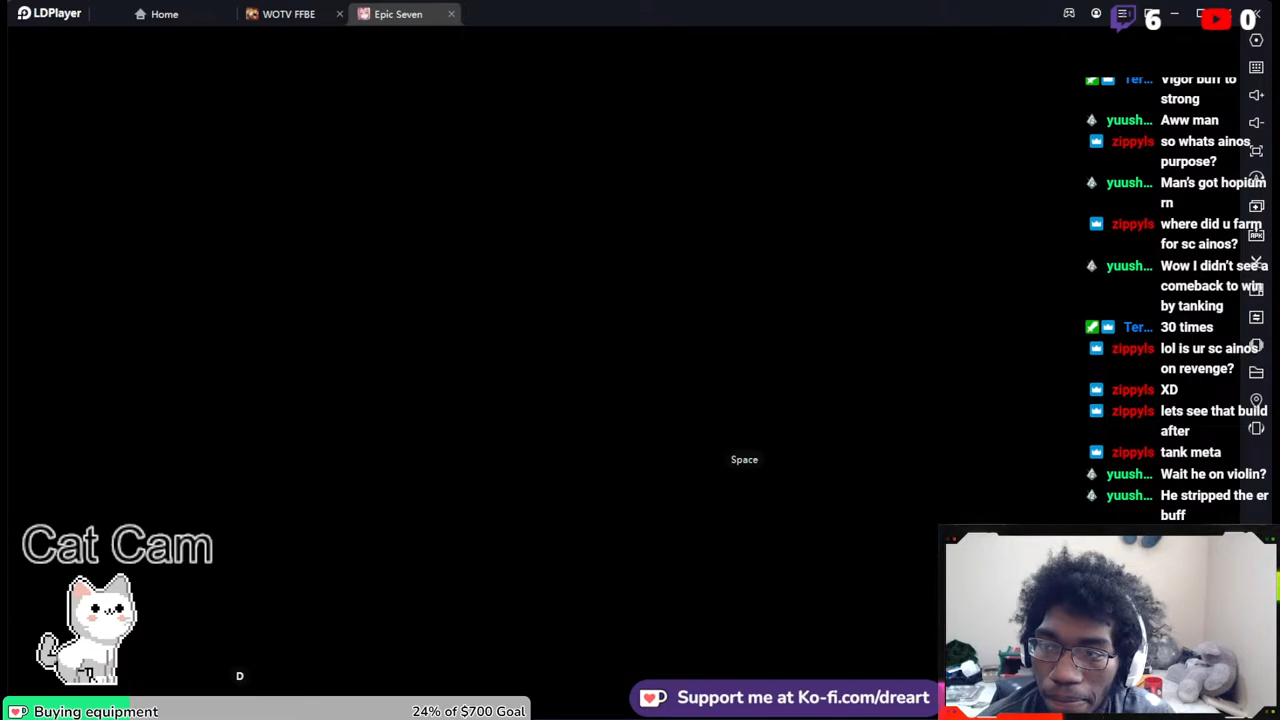 LDPlayer
Home
WOTV FFBE
Epic Seven
6
0
Ter... Vigor buff to
strong
yuush... Aww man
zippyls so whats ainos
purpose?
yuush... Man's got hopium
rn
zippyls where did u farm
for sc ainos?
yuush... Wow I didn't see a
comeback to win
by tanking
Ter... 30 times
zippyls lol is ur sc ainos
on revenge?
zippyls XD
zippyls lets see that build
after
zippyls tank meta
yuush... Wait he on violin?
yuush... He stripped the er
buff
Space
Cat Cam
D
Buying equipment
24% of $700 Goal
Support me at Ko-fi.com/dreart